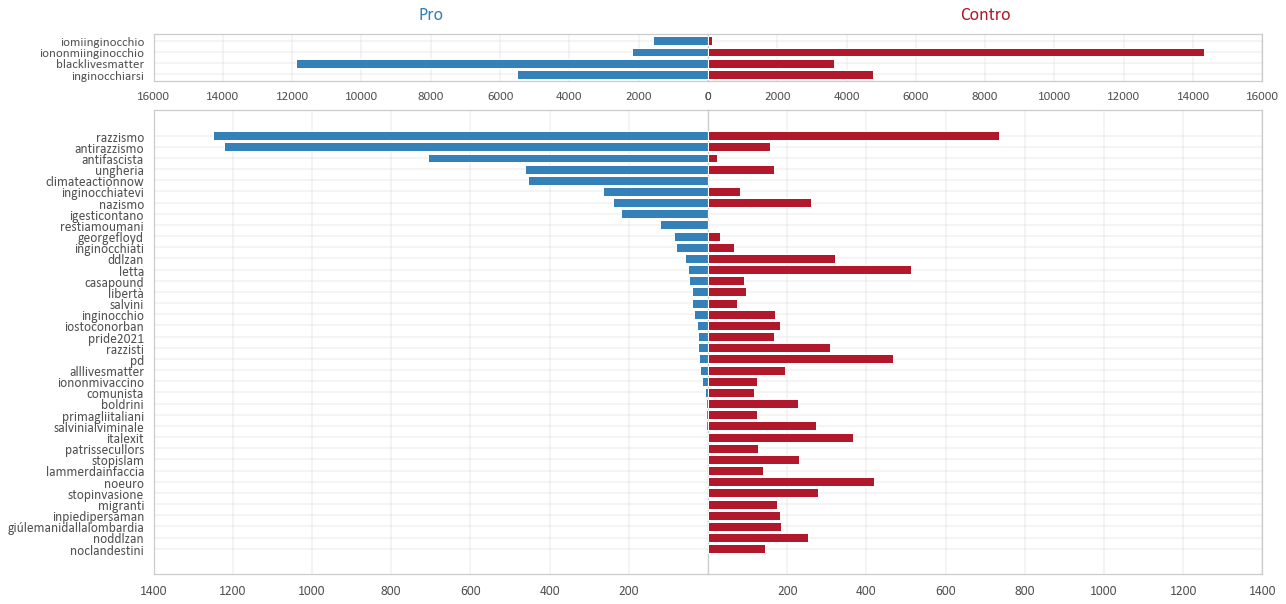 Pro Contro
iomiinginocchio
iononmiinginocchio
blacklivesmatter
inginocchiarsi
16000 14000 12000 10000 8000 6000 4000 2000 0 2000 4000 6000 8000 10000 12000 14000 16000
razzismo
antirazzismo
antifascista
ungheria
climateactionnow
inginocchiatevi
nazismo
igesticontano
restiamoumani
georgefloyd
inginocchiati
ddlzan
letta
casapound
libertà
salvini
inginocchio
iostoconorban
pride2021
razzisti
pd
alllivesmatter
iononmivaccino
comunista
boldrini
primagliitaliani
salvinialviminale
italexit
patrissecullors
stopislam
lammerdainfaccia
noeuro
stopinvasione
migranti
inpiedipersaman
giúlemanidallalombardia
noddlzan
noclandestini
1400 1200 1000 800 600 400 200 200 400 600 800 1000 1200 1400